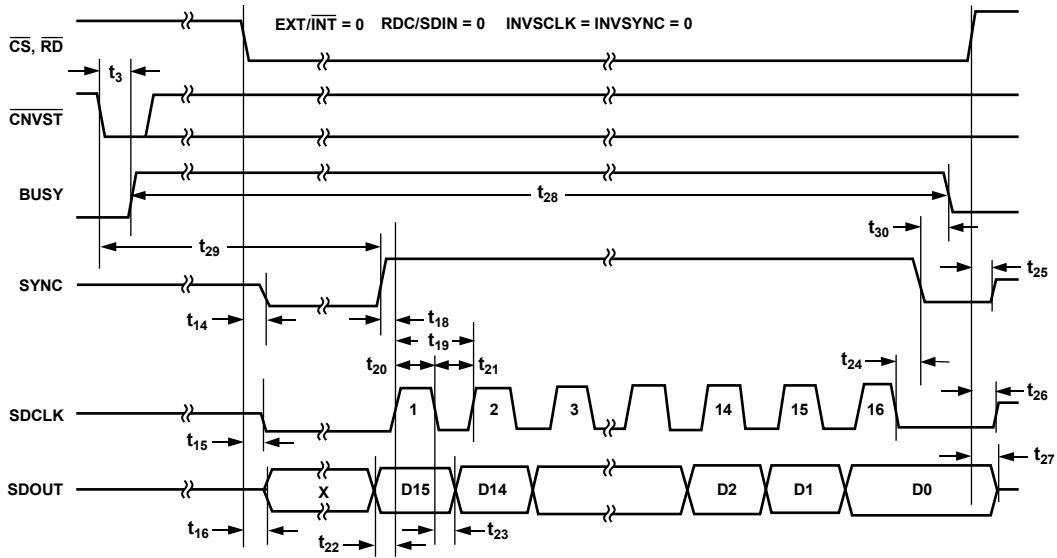 EXT/INT = 0 RDC/SDIN = 0 INVSCLK = INVSYNC = 0
CS, RD
t3
CNVST
BUSY
t28
t29
t30
SYNC
t25
t14
t18
t19
t20
t21
t24
t26
SDCLK
1 2 3 14 15 16
t15
t27
SDOUT
X D15 D14 D2 D1 D0
t16
t22
t23